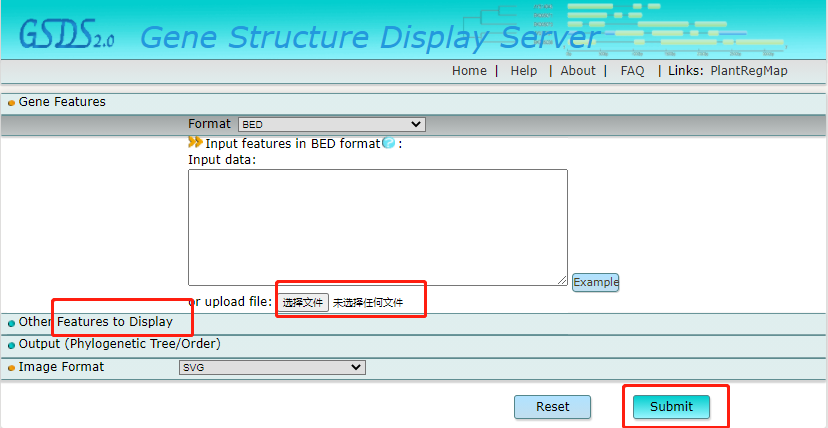 GSDS2.0 Gene Structure Display Server
Home | Help | About | FAQ | Links: PlantRegMap
Gene Features
Format BED
Input features in BED format? :
Input data:
Example
or upload file: 选择文件 未选择任何文件
Other Features to Display
Output (Phylogenetic Tree/Order)
Image Format SVG
Reset Submit